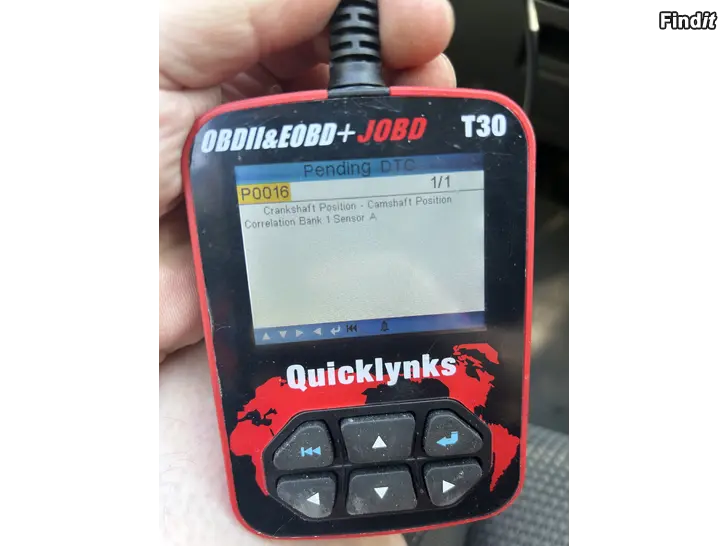 Findit
OBDII&EOBD+JOBD T30
Pending DTC
P0016 1/1
Crankshaft Position - Camshaft Position
Correlation Bank 1 Sensor A
Quicklynks